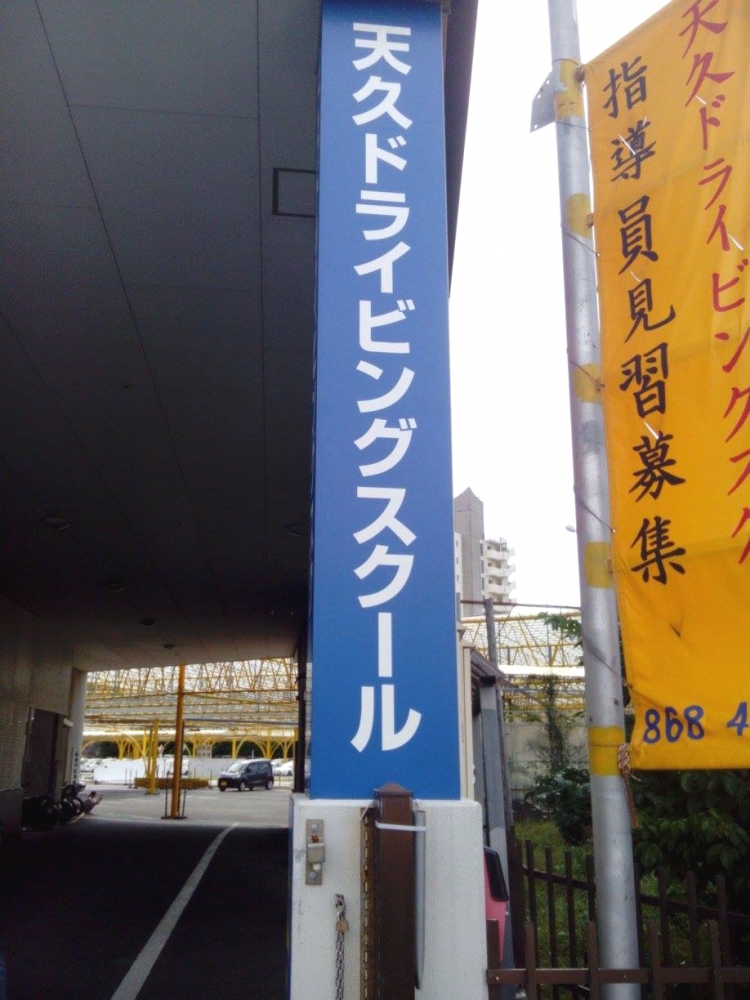 天久ドライビングスクール
天久ドライビングスク
指導員見習募集
868 4